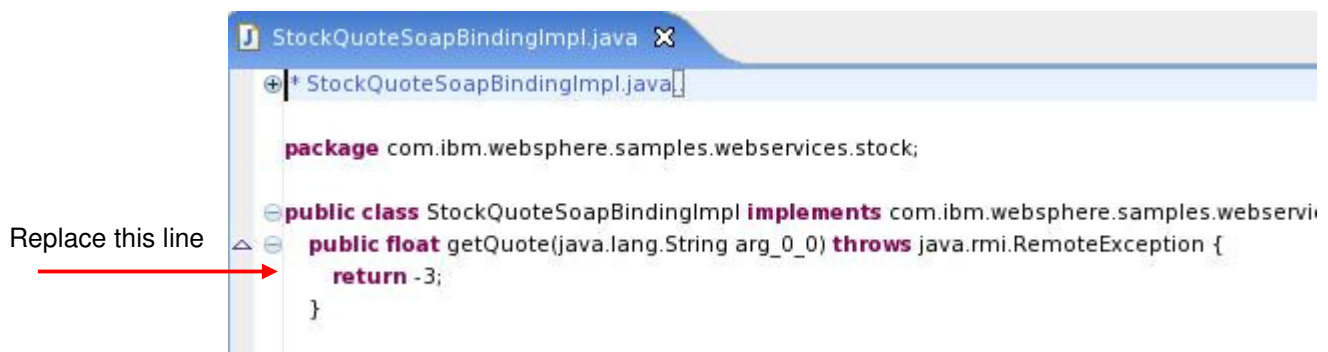 StockQuoteSoapBindingImpl.java
* StockQuoteSoapBindingImpl.java
package com.ibm.websphere.samples.webservices.stock;
public class StockQuoteSoapBindingImpl implements com.ibm.websphere.samples.webservi
Replace this line
public float getQuote(java.lang.String arg_0_0) throws java.rmi.RemoteException {
return -3;
}